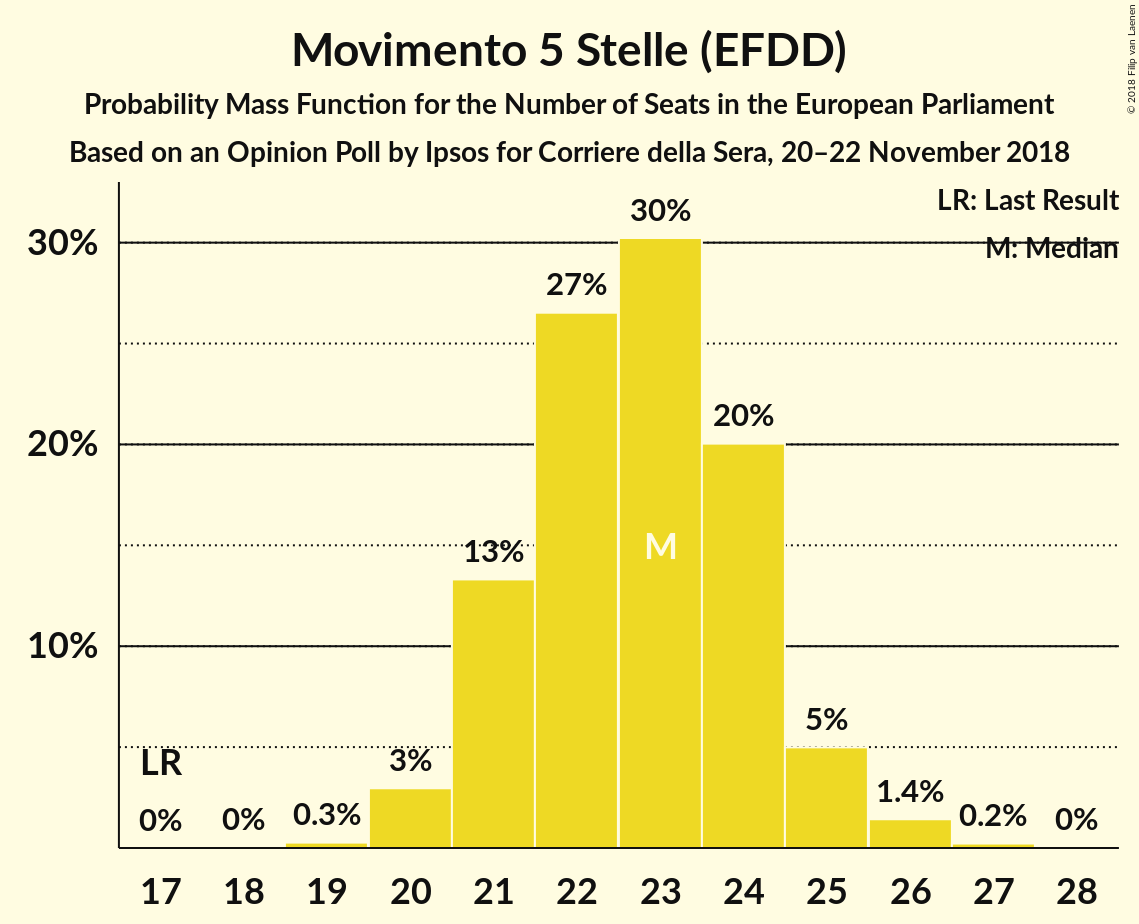 Movimento 5 Stelle (EFDD)
Probability Mass Function for the Number of Seats in the European Parliament
Based on an Opinion Poll by Ipsos for Corriere della Sera, 20–22 November 2018
© 2018 Filip van Laenen
LR: Last Result
M: Median
30%
20%
10%
LR
0%
0%
0.3%
3%
13%
27%
30%
M
20%
5%
1.4%
0.2%
0%
17 18 19 20 21 22 23 24 25 26 27 28